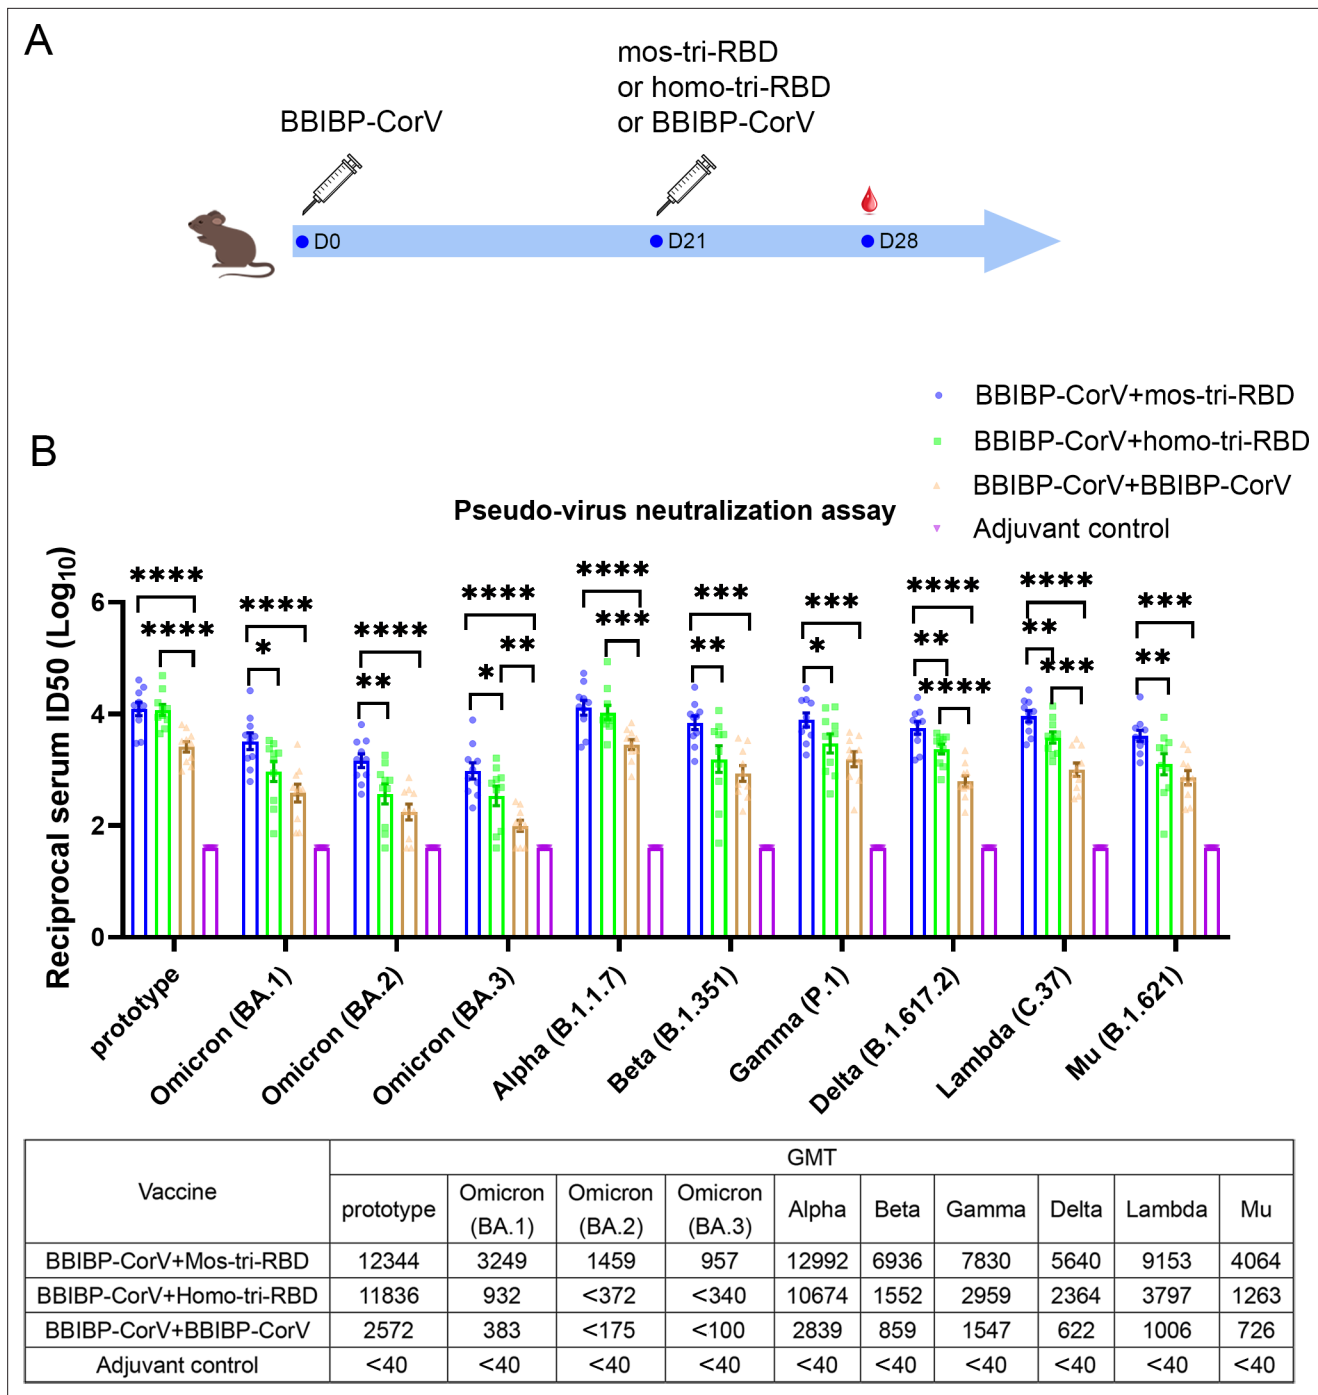 A
BBIBP-CorV
mos-tri-RBD
or homo-tri-RBD
or BBIBP-CorV
D0
D21
D28
BBIBP-CorV+mos-tri-RBD
BBIBP-CorV+homo-tri-RBD
BBIBP-CorV+BBIBP-CorV
Adjuvant control
B
Pseudo-virus neutralization assay
Reciprocal serum ID50 (Log10)
6
4
2
0
**** ****
**** *
**** **
**** * **
**** ***
*** **
*** *
**** ** ****
**** ** ***
*** **
prototype
Omicron (BA.1)
Omicron (BA.2)
Omicron (BA.3)
Alpha (B.1.1.7)
Beta (B.1.351)
Gamma (P.1)
Delta (B.1.617.2)
Lambda (C.37)
Mu (B.1.621)
Vaccine GMT
prototype Omicron (BA.1) Omicron (BA.2) Omicron (BA.3) Alpha Beta Gamma Delta Lambda Mu
BBIBP-CorV+Mos-tri-RBD 12344 3249 1459 957 12992 6936 7830 5640 9153 4064
BBIBP-CorV+Homo-tri-RBD 11836 932 <372 <340 10674 1552 2959 2364 3797 1263
BBIBP-CorV+BBIBP-CorV 2572 383 <175 <100 2839 859 1547 622 1006 726
Adjuvant control <40 <40 <40 <40 <40 <40 <40 <40 <40 <40